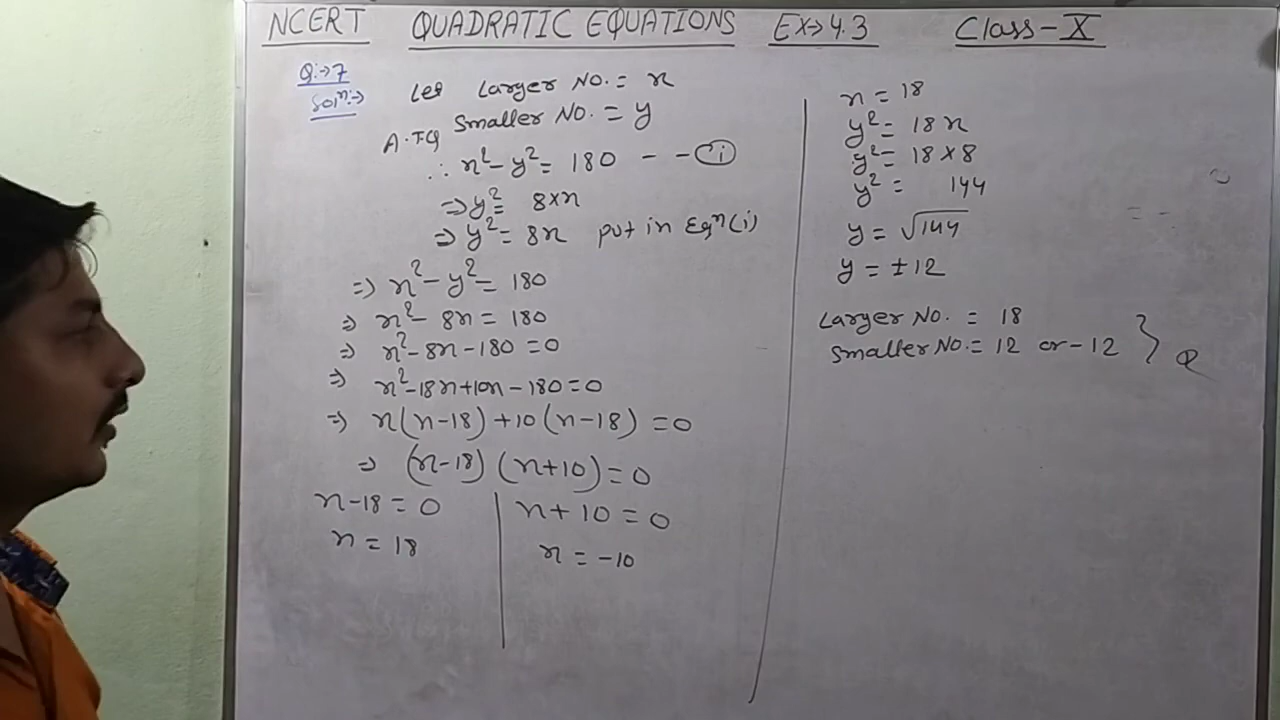 NCERT QUADRATIC EQUATIONS EX→4.3 Class-X
Q:→7
Solⁿ:→
Let Larger No. = x
Smaller No. = y
A.T.Q
∴ x² - y² = 180 - - (i)
⇒ y² = 8×x
⇒ y² = 8x put in Eqⁿ(i)
⇒ x² - y² = 180
⇒ x² - 8x = 180
⇒ x² - 8x - 180 = 0
⇒ x² - 18x + 10x - 180 = 0
⇒ x(x-18) + 10(x-18) = 0
⇒ (x-18) (x+10) = 0
x - 18 = 0
x = 18
x + 10 = 0
x = -10
x = 18
y² = 18x
y² = 18×8
y² = 144
y = √144
y = ±12
Larger No. = 18
Smaller No. = 12 or -12